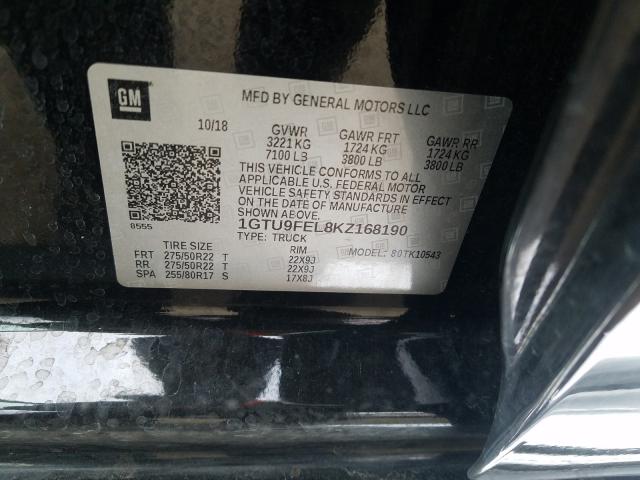 GM
MFD BY GENERAL MOTORS LLC
10/18 GVWR GAWR FRT GAWR RR
3221 KG 1724 KG 1724 KG
7100 LB 3800 LB 3800 LB
THIS VEHICLE CONFORMS TO ALL
APPLICABLE U.S. FEDERAL MOTOR
VEHICLE SAFETY STANDARDS IN EFFECT
ON THE DATE OF MANUFACTURE
SHOWN ABOVE.
8555 1GTU9FEL8KZ168190
TYPE: TRUCK
TIRE SIZE RIM MODEL: 80TK10543
FRT 275/50R22 T 22X9J
RR 275/50R22 T 22X9J
SPA 255/80R17 S 17X8J